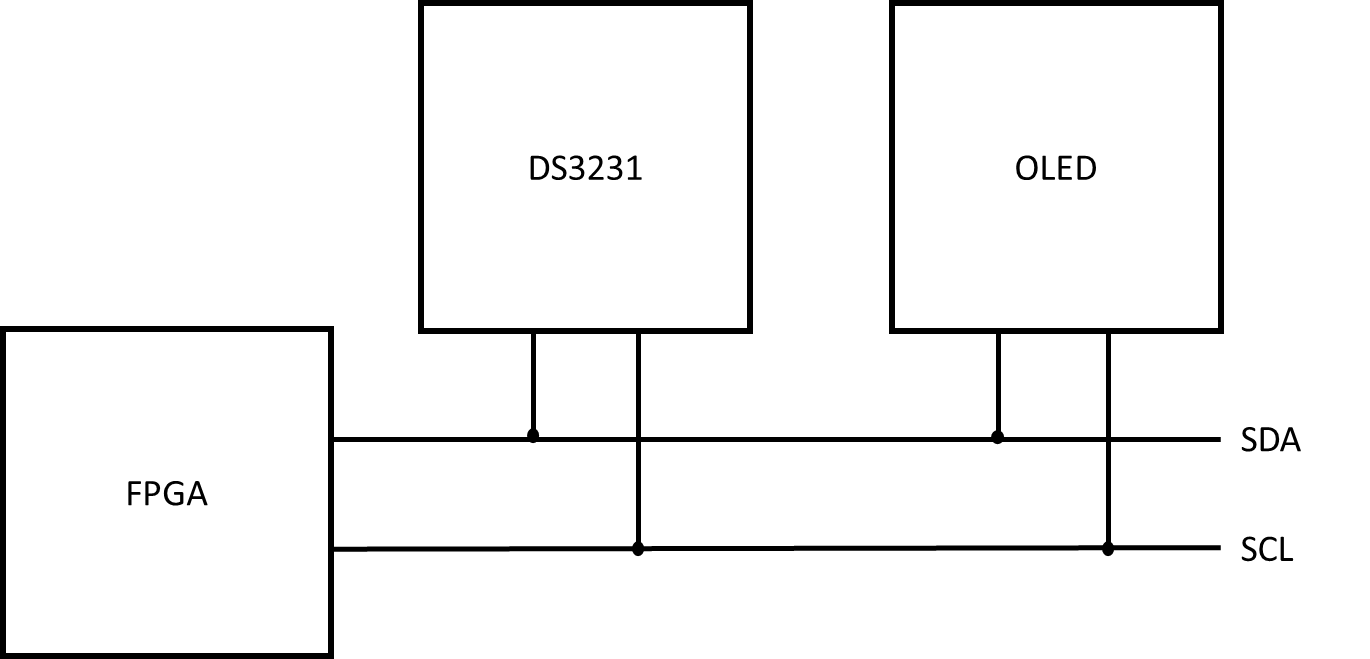 DS3231
OLED
SDA
FPGA
SCL